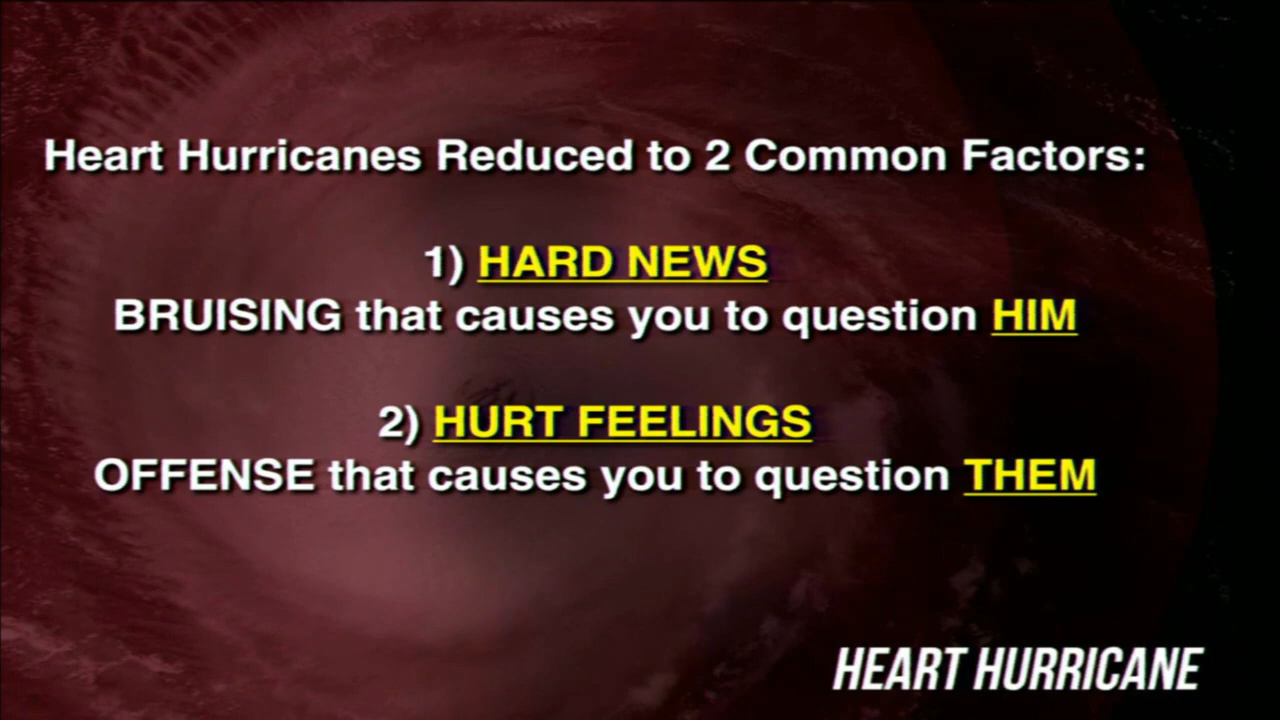 Heart Hurricanes Reduced to 2 Common Factors:
1) HARD NEWS
BRUISING that causes you to question HIM
2) HURT FEELINGS
OFFENSE that causes you to question THEM
HEART HURRICANE